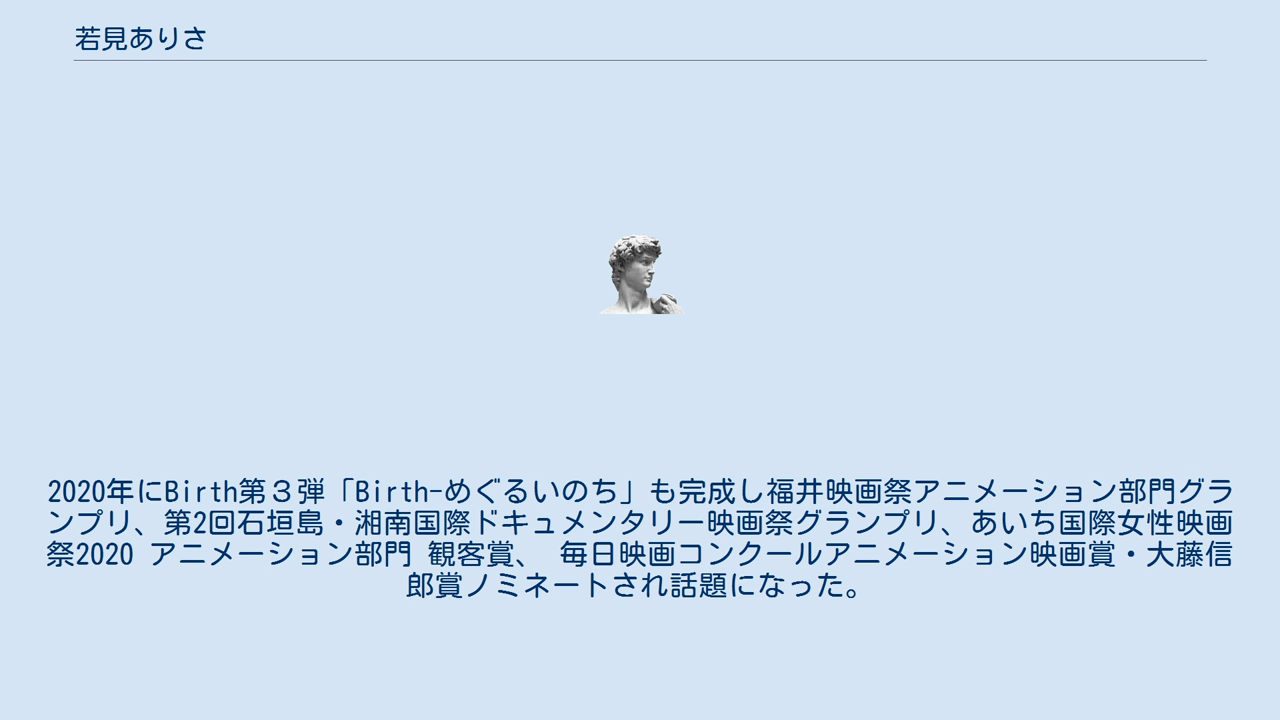 若見ありさ
2020年にBirth第３弾「Birth-めぐるいのち」も完成し福井映画祭アニメーション部門グラ
ンプリ、第2回石垣島・湘南国際ドキュメンタリー映画祭グランプリ、あいち国際女性映画
祭2020 アニメーション部門 観客賞、 毎日映画コンクールアニメーション映画賞・大藤信
郎賞ノミネートされ話題になった。